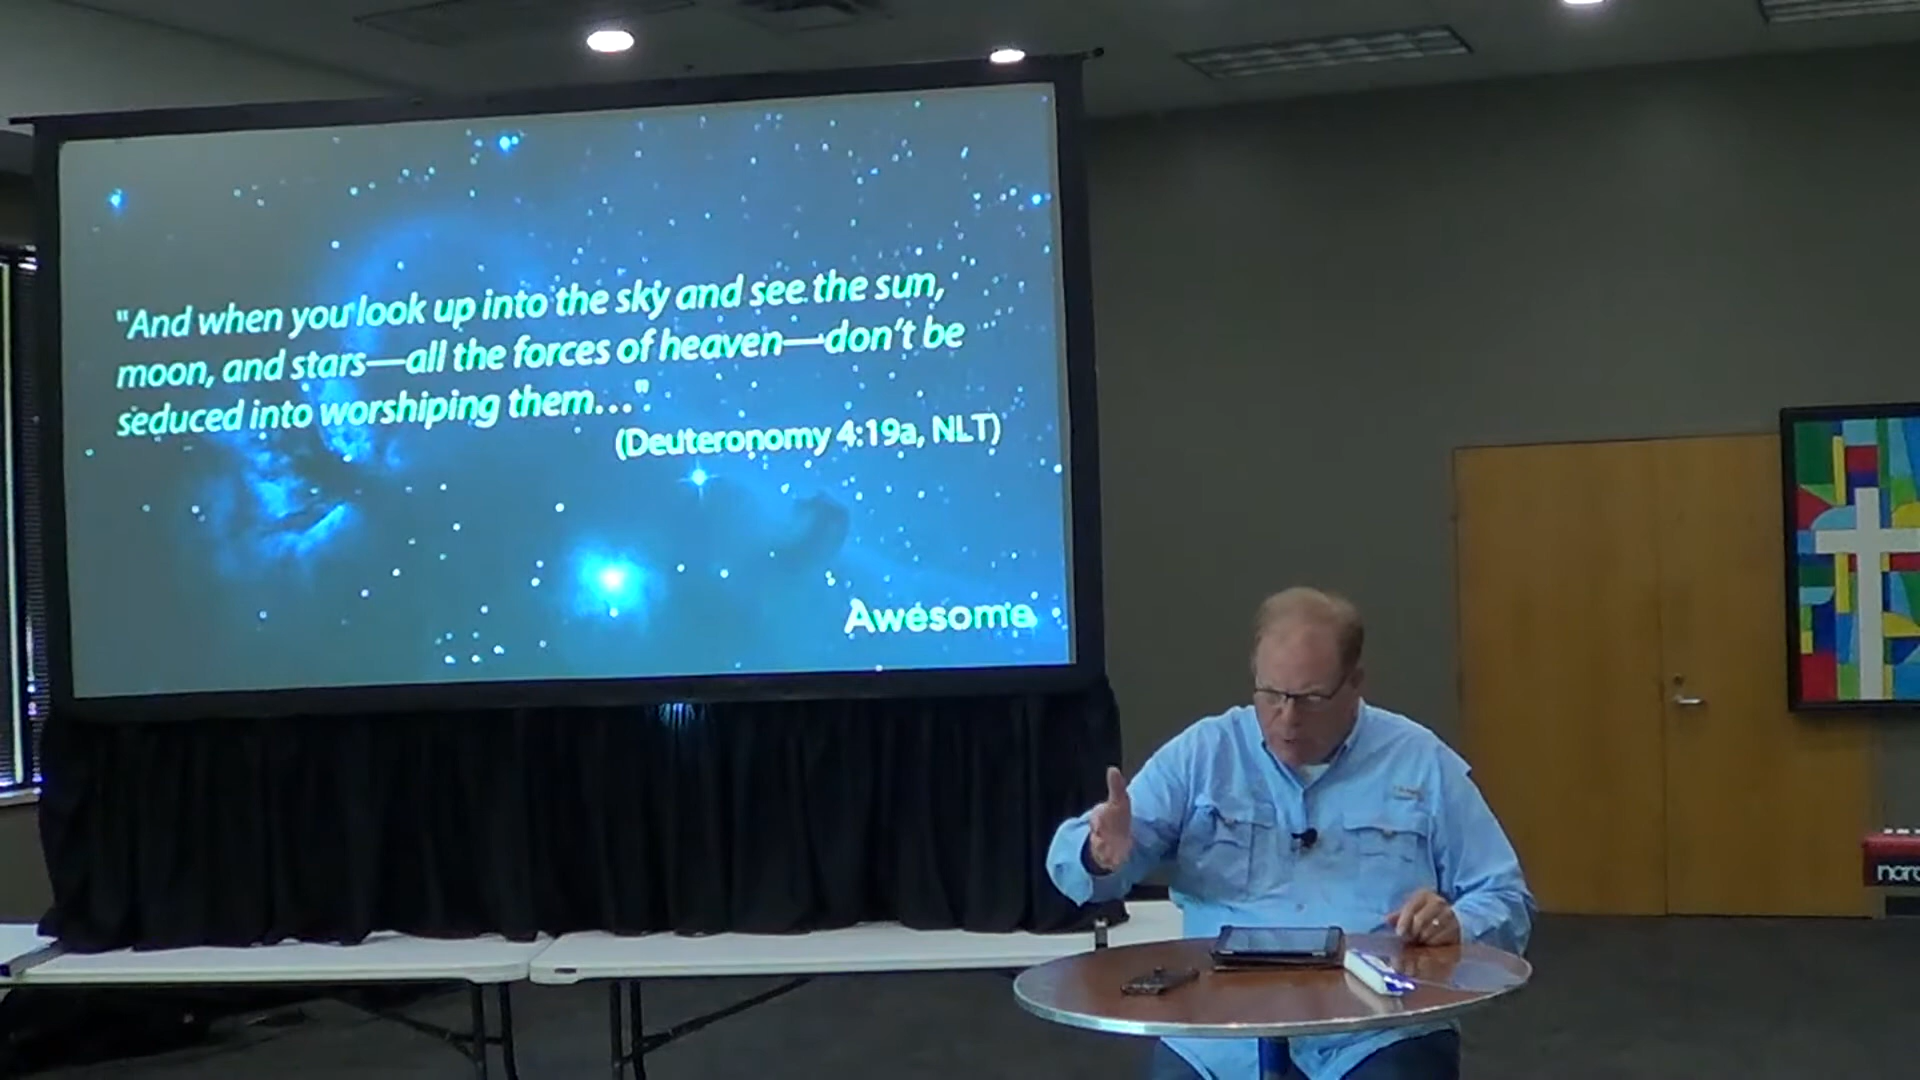 "And when you look up into the sky and see the sun,
moon, and stars—all the forces of heaven—don't be
seduced into worshiping them..."
(Deuteronomy 4:19a, NLT)
Awesome